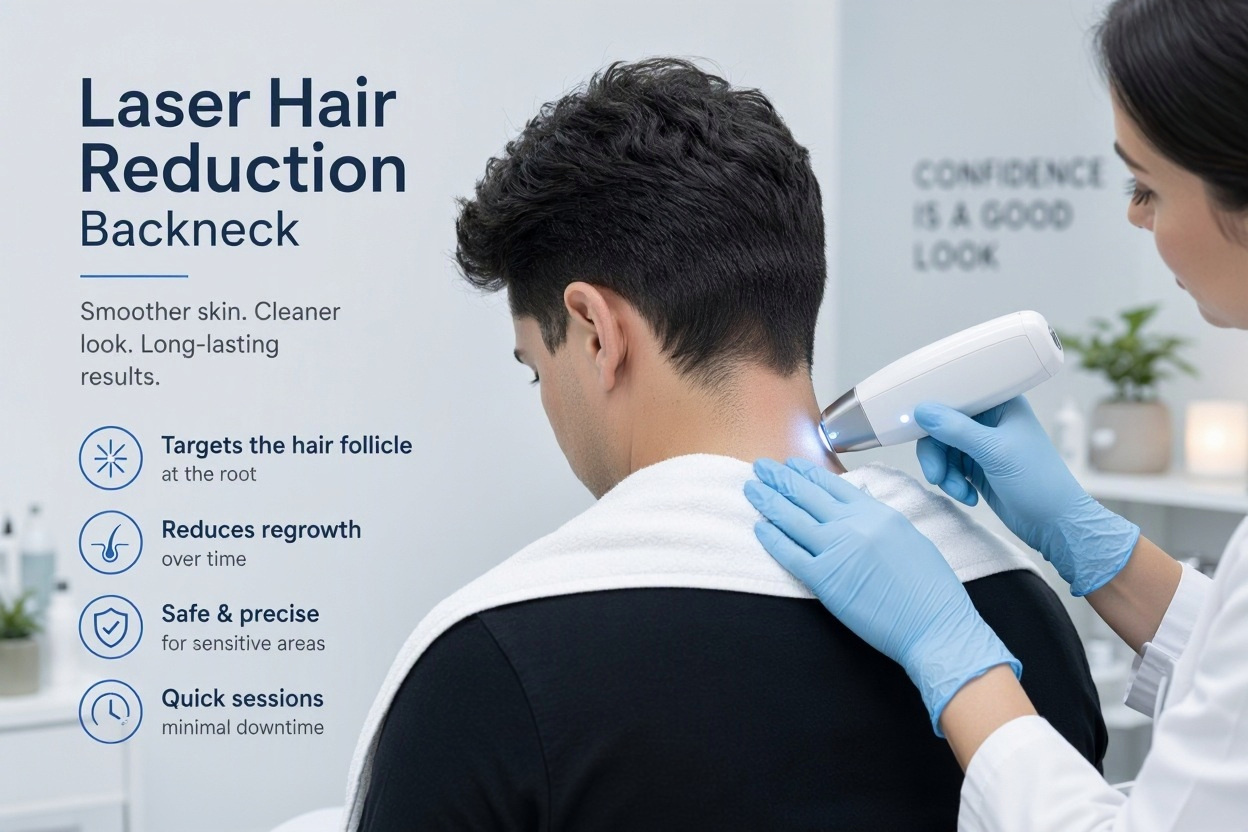 Laser Hair
Reduction
Backneck
Smoother skin. Cleaner
look. Long-lasting
results.
Targets the hair follicle
at the root
Reduces regrowth
over time
Safe & precise
for sensitive areas
Quick sessions
minimal downtime
CONFIDENCE
IS A GOOD
LOOK